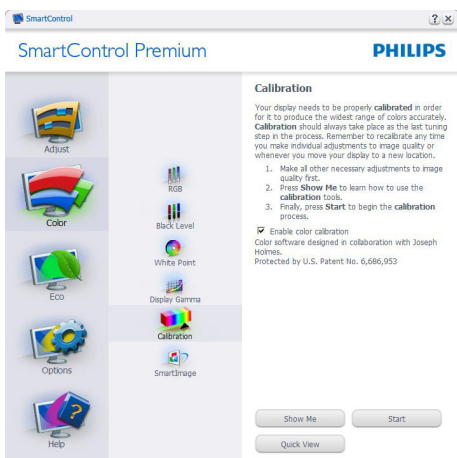 SmartControl
SmartControl Premium
PHILIPS
Adjust
Color
Eco
Options
Help
RGB
Black Level
White Point
Display Gamma
Calibration
SmartImage
Calibration
Your display needs to be properly calibrated in order
for it to produce the widest range of colors accurately.
Calibration should always take place as the last tuning
step in the process. Remember to recalibrate any time
you make individual adjustments to image quality or
whenever you move your display to a new location.
1. Make all other necessary adjustments to image
quality first.
2. Press Show Me to learn how to use the
calibration tools.
3. Finally, press Start to begin the calibration
process.
Enable color calibration
Color software designed in collaboration with Joseph
Holmes.
Protected by U.S. Patent No. 6,686,953
Show Me
Start
Quick View